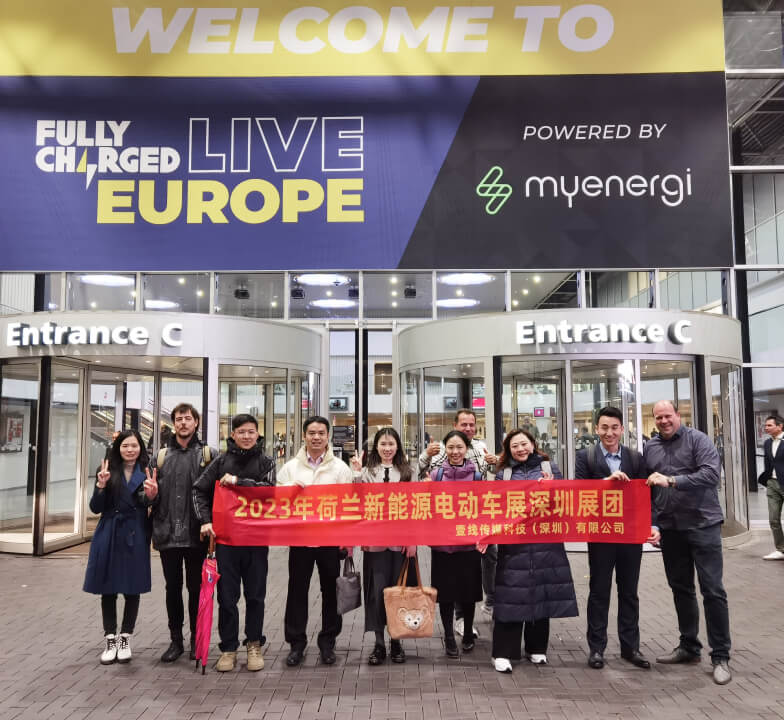 WELCOME TO
FULLY
CHARGED
LIVE
EUROPE
POWERED BY
myenergi
Entrance C
Entrance C
2023年荷兰新能源电动车展深圳展团
壹线传媒科技（深圳）有限公司